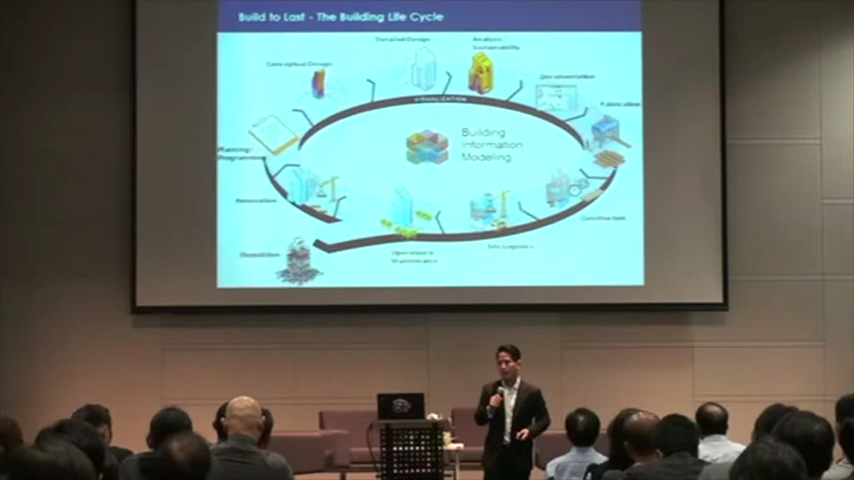 Build to Last - The Building Life Cycle
Detailed Design
Analysis/
Sustainability
Conceptual Design
Documentation
Fabrication
VISUALIZATION
Building
Information
Modeling
Planning/
Programming
Renovation
Construction
Operation &
Maintenance
Demolition